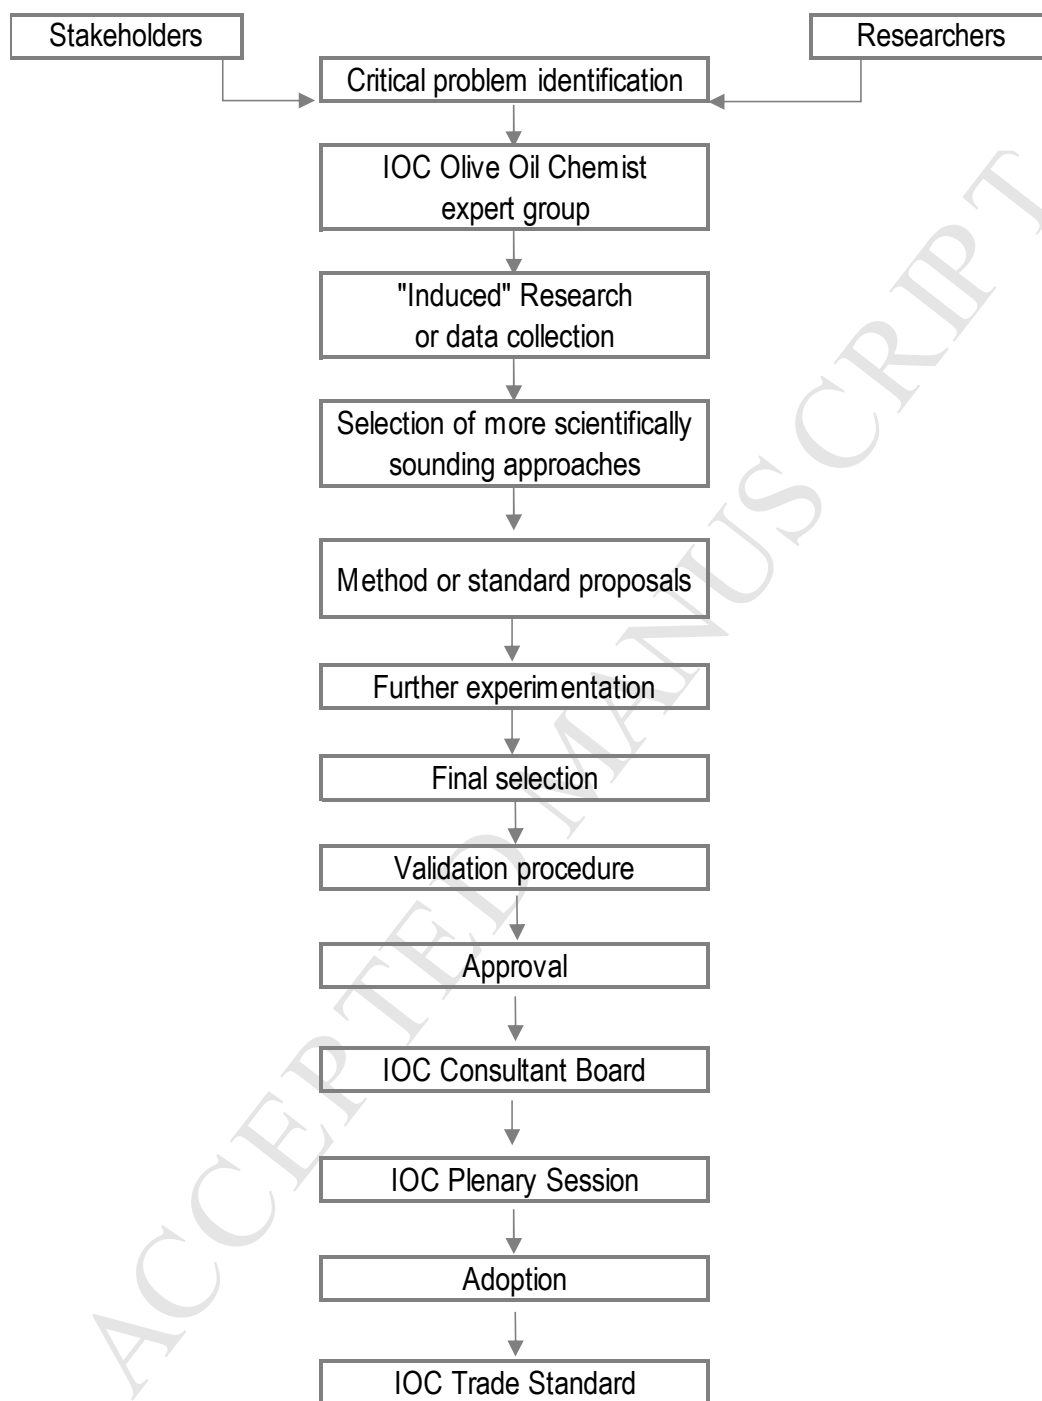 Stakeholders
Researchers
Critical problem identification
IOC Olive Oil Chemist
expert group
"Induced" Research
or data collection
Selection of more scientifically
sounding approaches
Method or standard proposals
Further experimentation
Final selection
Validation procedure
Approval
IOC Consultant Board
IOC Plenary Session
Adoption
IOC Trade Standard
ACCEPTED MANUSCRIPT